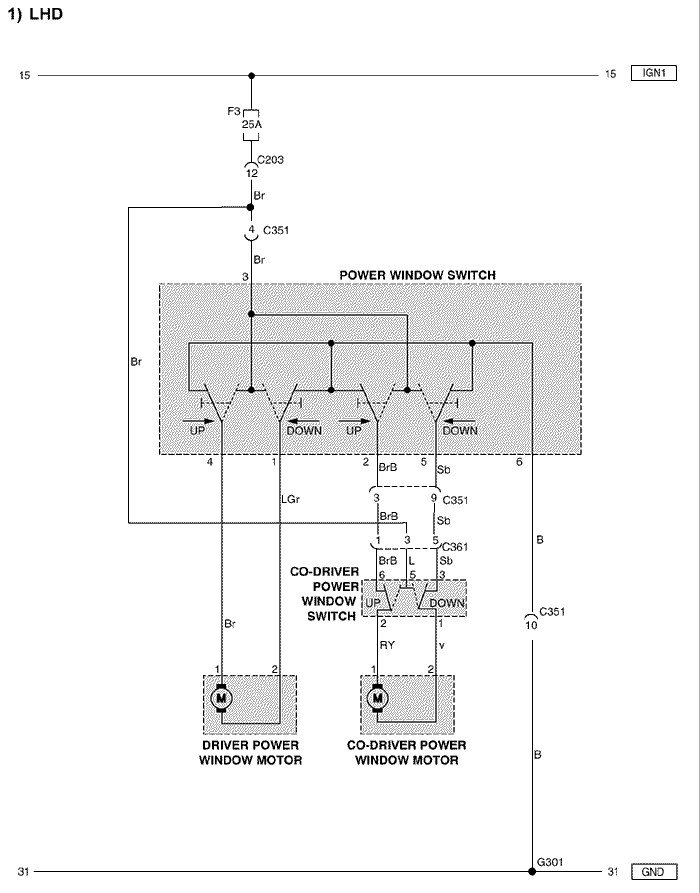 1) LHD
15
15
IGN1
F3
25A
C203
12
Br
4
C351
Br
3
POWER WINDOW SWITCH
Br
UP
DOWN
UP
DOWN
4
1
2
5
6
BrB
Sb
LGr
3
9
C351
BrB
Sb
B
1
3
5
C361
BrB
L
Sb
CO-DRIVER
POWER
WINDOW
SWITCH
6
5
3
UP
DOWN
C351
10
Br
2
1
RY
v
1
2
1
2
M
M
DRIVER POWER
WINDOW MOTOR
CO-DRIVER POWER
WINDOW MOTOR
B
G301
31
31
GND